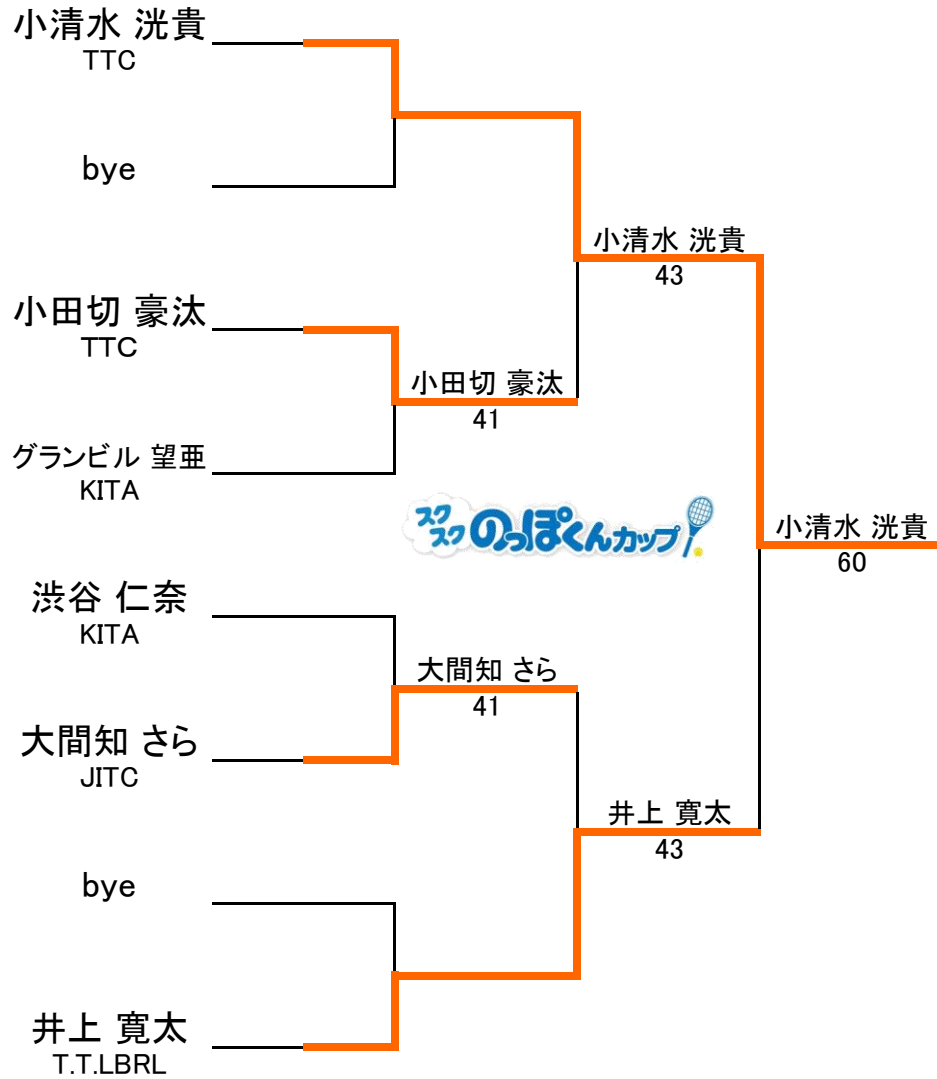 小清水 洸貴
TTC
bye
小清水 洸貴
43
小田切 豪汰
TTC
小田切 豪汰
41
グランビル 望亜
KITA
スク
スク
のっぽくんカップ
小清水 洸貴
60
渋谷 仁奈
KITA
大間知 さら
41
大間知 さら
JITC
井上 寛太
43
bye
井上 寛太
T.T.LBRL